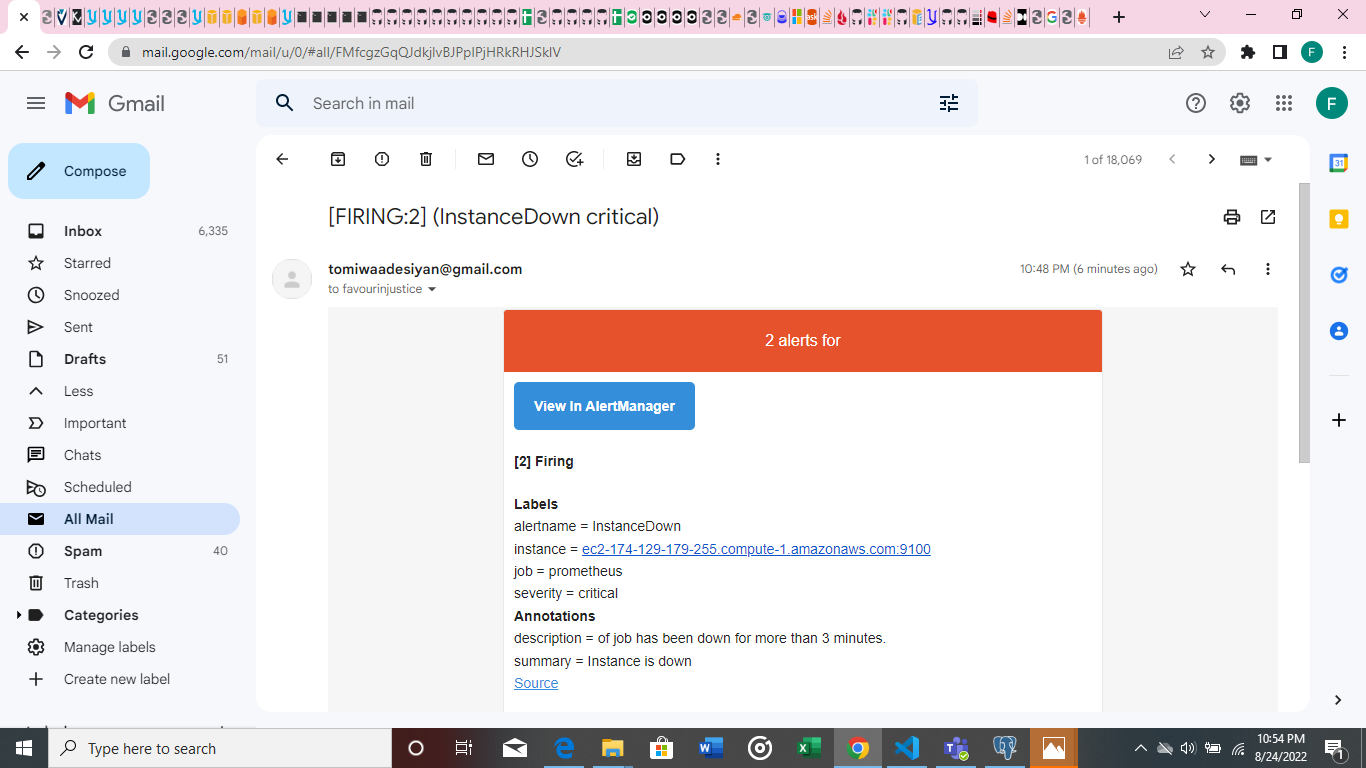 mail.google.com/mail/u/0/#all/FMfcgzGqQJdkjlvBJPpIPjHRkRHJSklV
F
Gmail
Search in mail
F
Compose
1 of 18,069
31
Inbox 6,335
Starred
Snoozed
Sent
Drafts 51
Less
Important
Chats
Scheduled
All Mail
Spam 40
Trash
Categories
Manage labels
Create new label
[FIRING:2] (InstanceDown critical)
tomiwaadesiyan@gmail.com
10:48 PM (6 minutes ago)
to favourinjustice
2 alerts for
View In AlertManager
[2] Firing
Labels
alertname = InstanceDown
instance = ec2-174-129-179-255.compute-1.amazonaws.com:9100
job = prometheus
severity = critical
Annotations
description = of job has been down for more than 3 minutes.
summary = Instance is down
Source
Type here to search
10:54 PM
8/24/2022
1